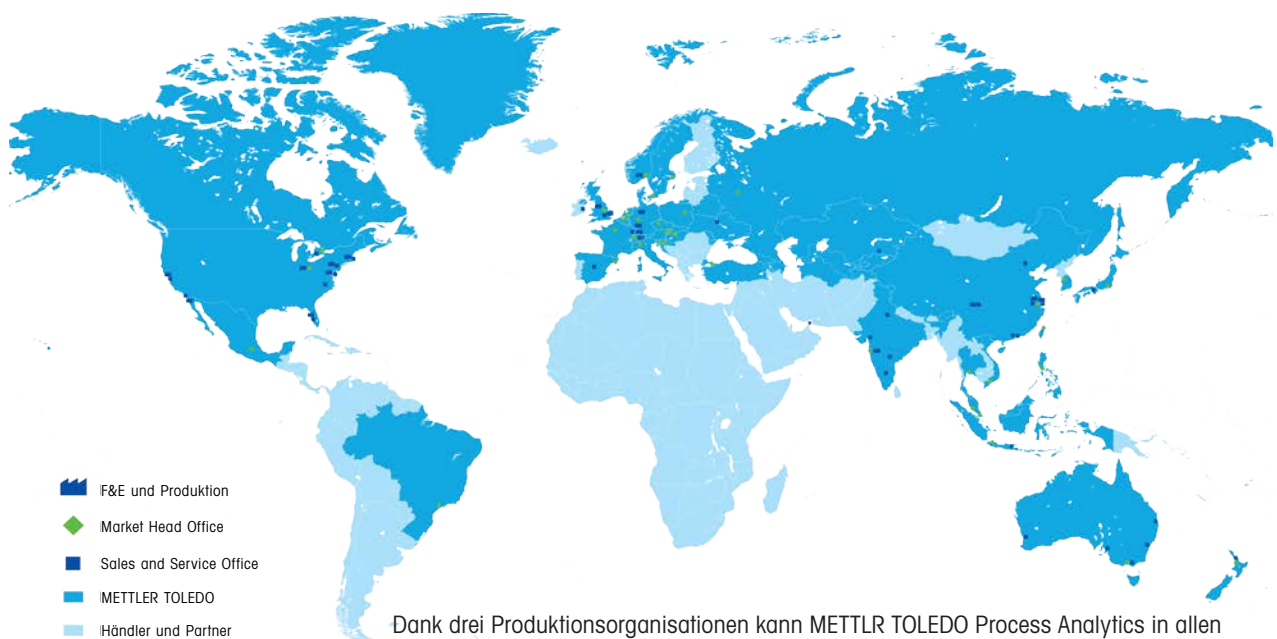 F&E und Produktion
Market Head Office
Sales and Service Office
METTLER TOLEDO
Händler und Partner
Dank drei Produktionsorganisationen kann METTLR TOLEDO Process Analytics in allen